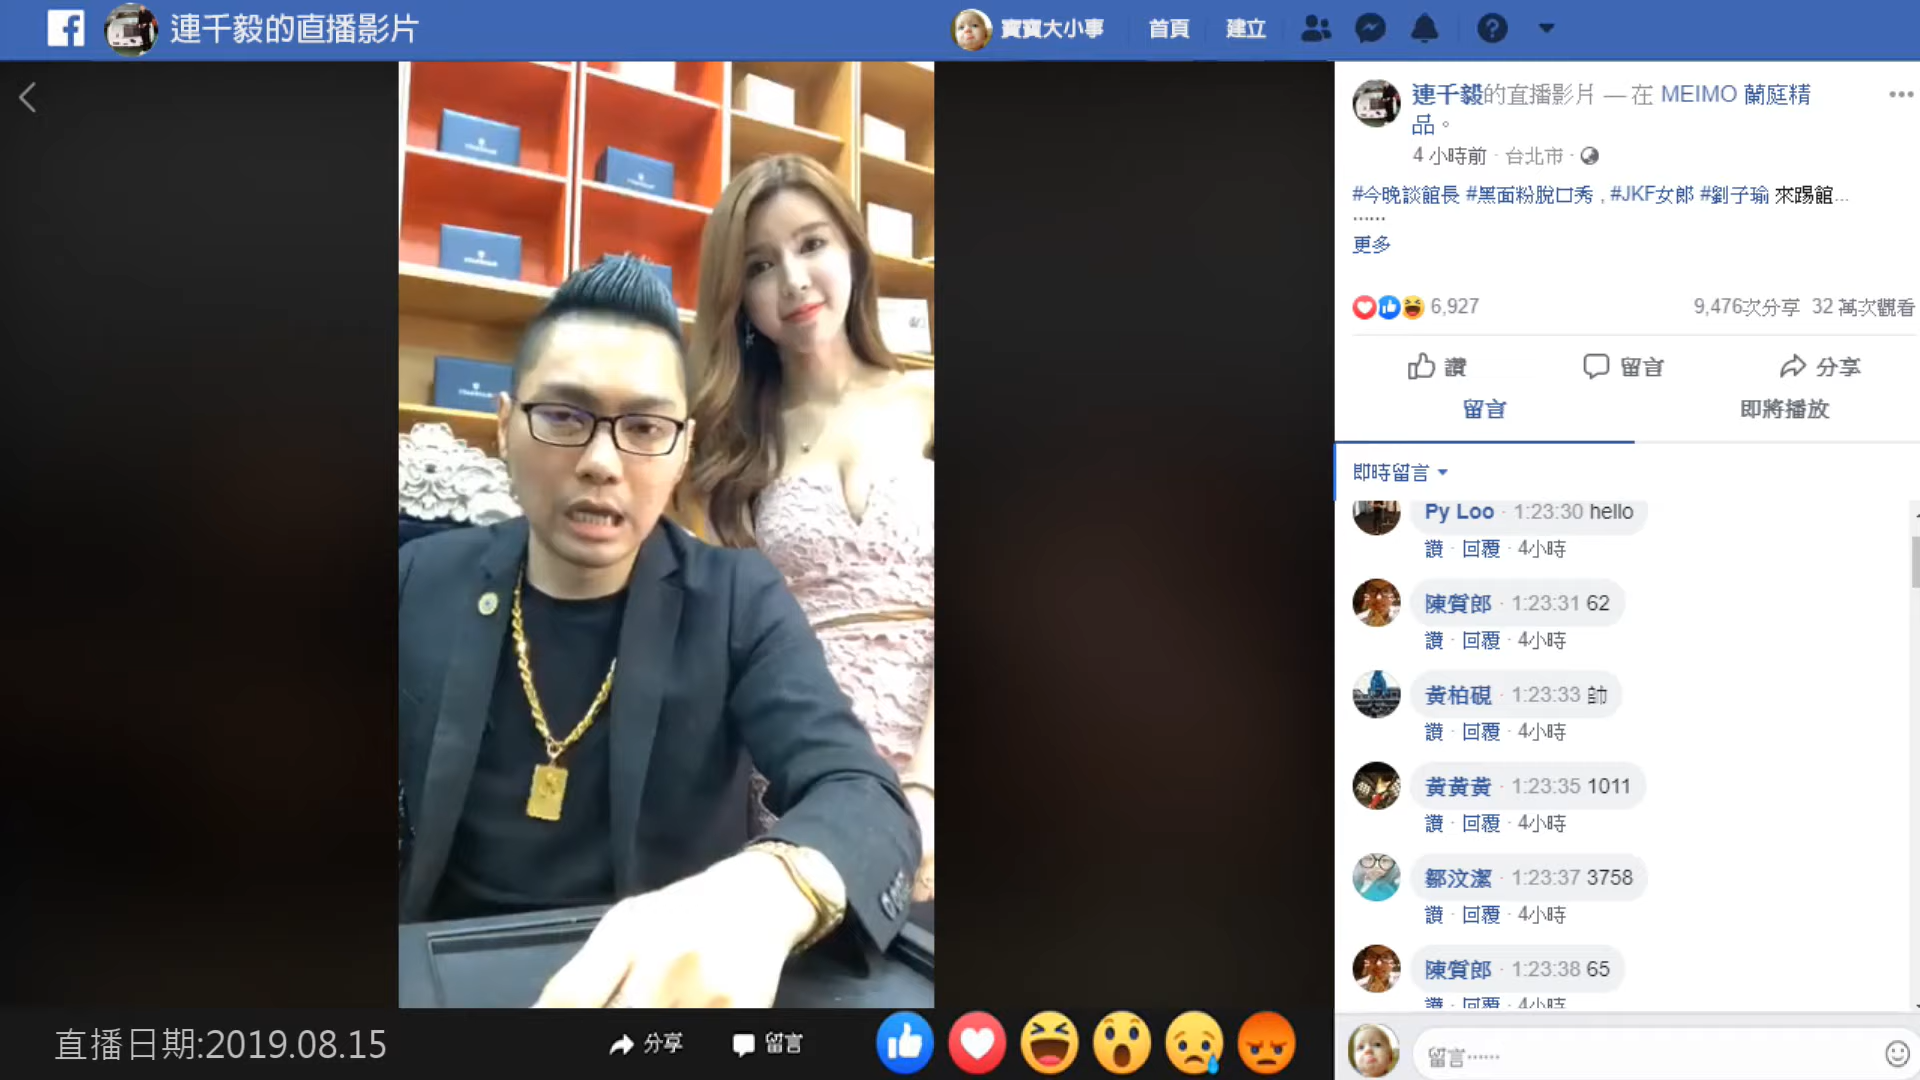 連千毅的直播影片
寶寶大小事
首頁
建立
連千毅的直播影片 — 在 MEIMO 蘭庭精
品。
4 小時前 · 台北市 ·
#今晚談館長 #黑面粉脫口秀 , #JKF女郎 #劉子瑜 來踢館...
……
更多
6,927
9,476次分享 32 萬次觀看
讚
留言
分享
留言
即將播放
即時留言
Py Loo · 1:23:30 hello
讚 · 回覆 · 4小時
陳質郎 · 1:23:31 62
讚 · 回覆 · 4小時
黃柏硯 · 1:23:33 帥
讚 · 回覆 · 4小時
黃黃黃 · 1:23:35 1011
讚 · 回覆 · 4小時
鄒汶潔 · 1:23:37 3758
讚 · 回覆 · 4小時
陳質郎 · 1:23:38 65
讚 · 回覆 · 4小時
留言……
直播日期:2019.08.15
分享
留言